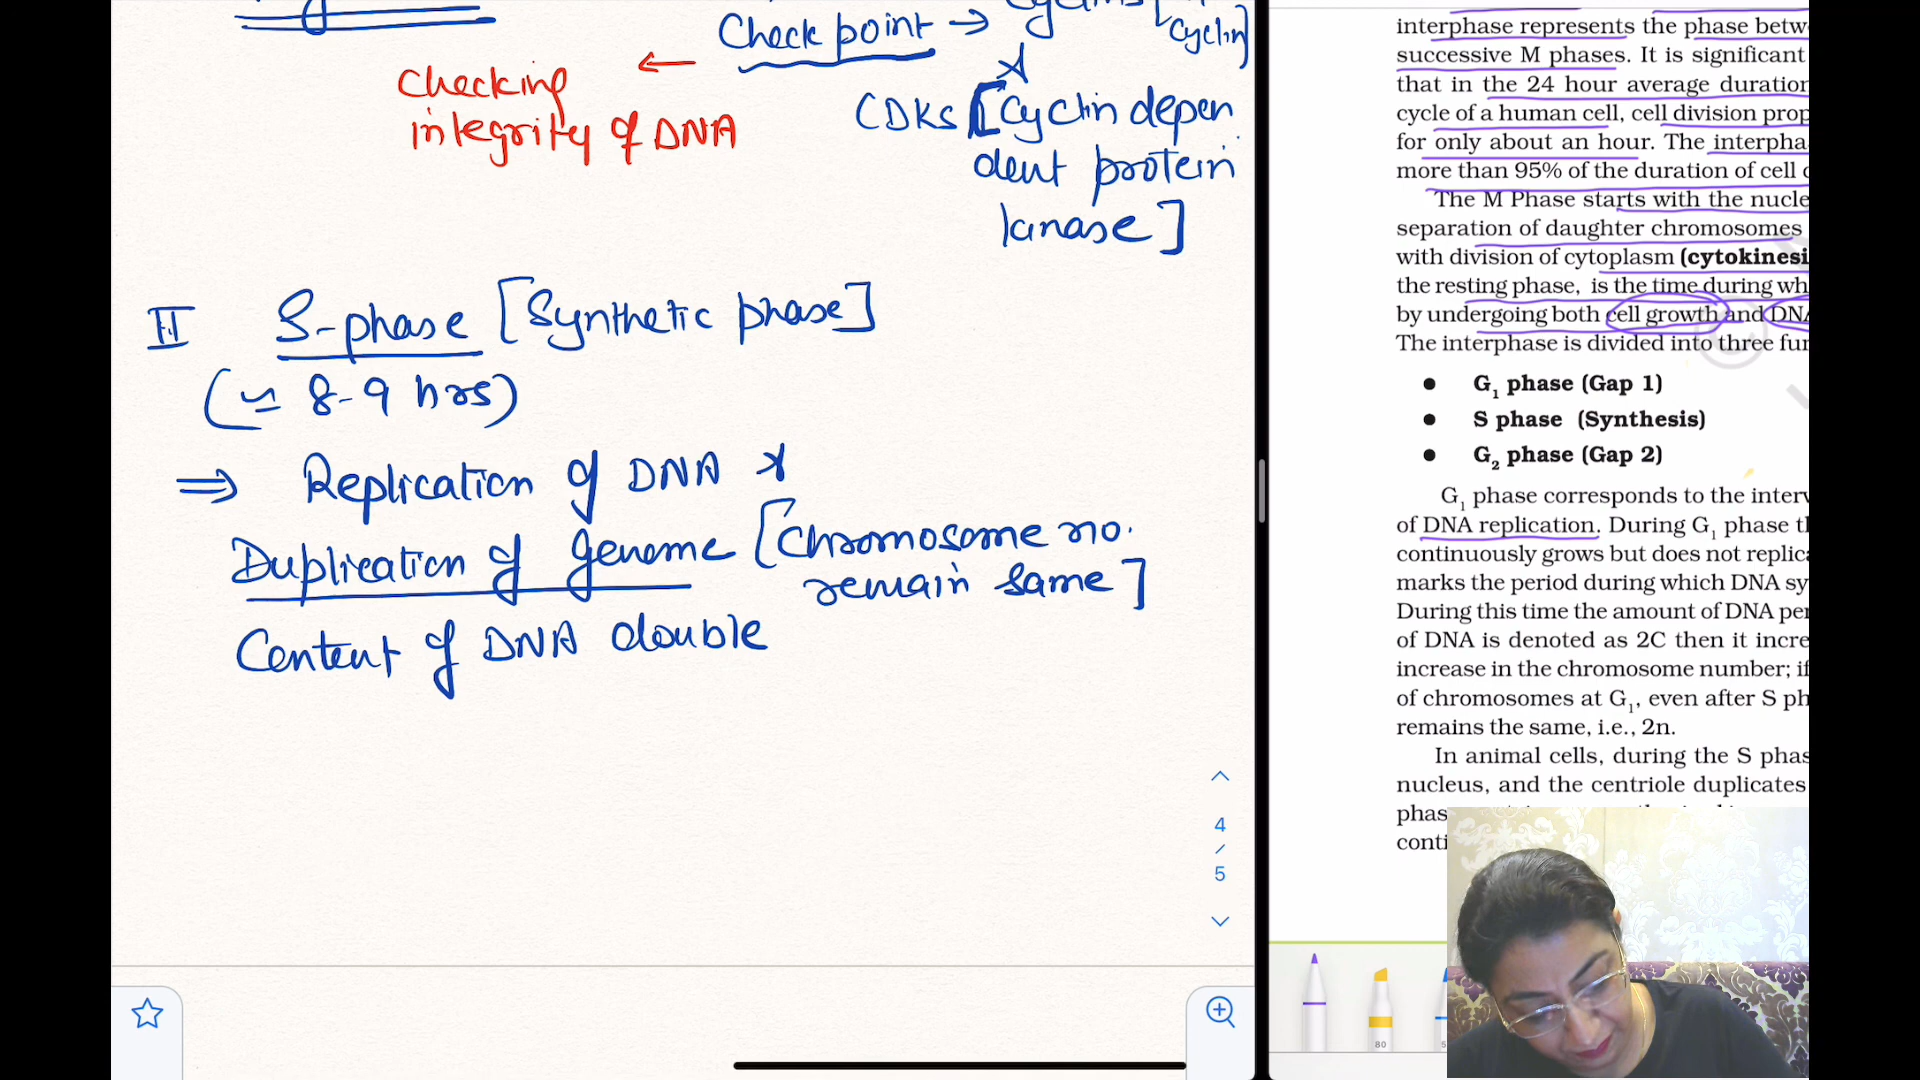 Check point →
Cyclin]
← Checking
integrity of DNA
CDKs [Cyclin depen
dent protein
kinase]
II S-phase [Synthetic phase]
(≃ 8-9 hrs)
⇒ Replication of DNA *
Duplication of genome [Chromosome no.
remain same]
Content of DNA double
4
/
5
interphase represents the phase betw
successive M phases. It is significant
that in the 24 hour average duration
cycle of a human cell, cell division prop
for only about an hour. The interpha
more than 95% of the duration of cell
The M Phase starts with the nucle
separation of daughter chromosomes
with division of cytoplasm (cytokinesi
the resting phase, is the time during wh
by undergoing both cell growth and DNA
The interphase is divided into three fun
● G₁ phase (Gap 1)
● S phase (Synthesis)
● G₂ phase (Gap 2)
G₁ phase corresponds to the interv
of DNA replication. During G₁ phase t
continuously grows but does not replica
marks the period during which DNA sy
During this time the amount of DNA per
of DNA is denoted as 2C then it incre
increase in the chromosome number; if
of chromosomes at G₁, even after S ph
remains the same, i.e., 2n.
In animal cells, during the S phas
nucleus, and the centriole duplicates
phas
conti
80
5